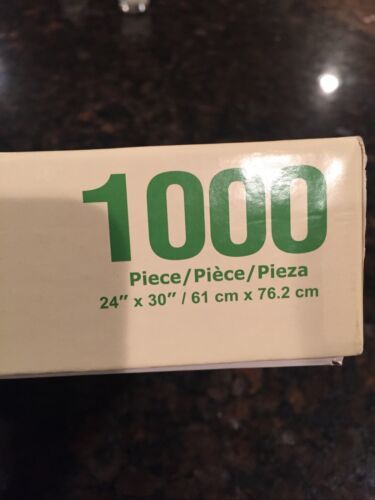 1000
Piece/Pièce/Pieza
24" x 30" / 61 cm x 76.2 cm